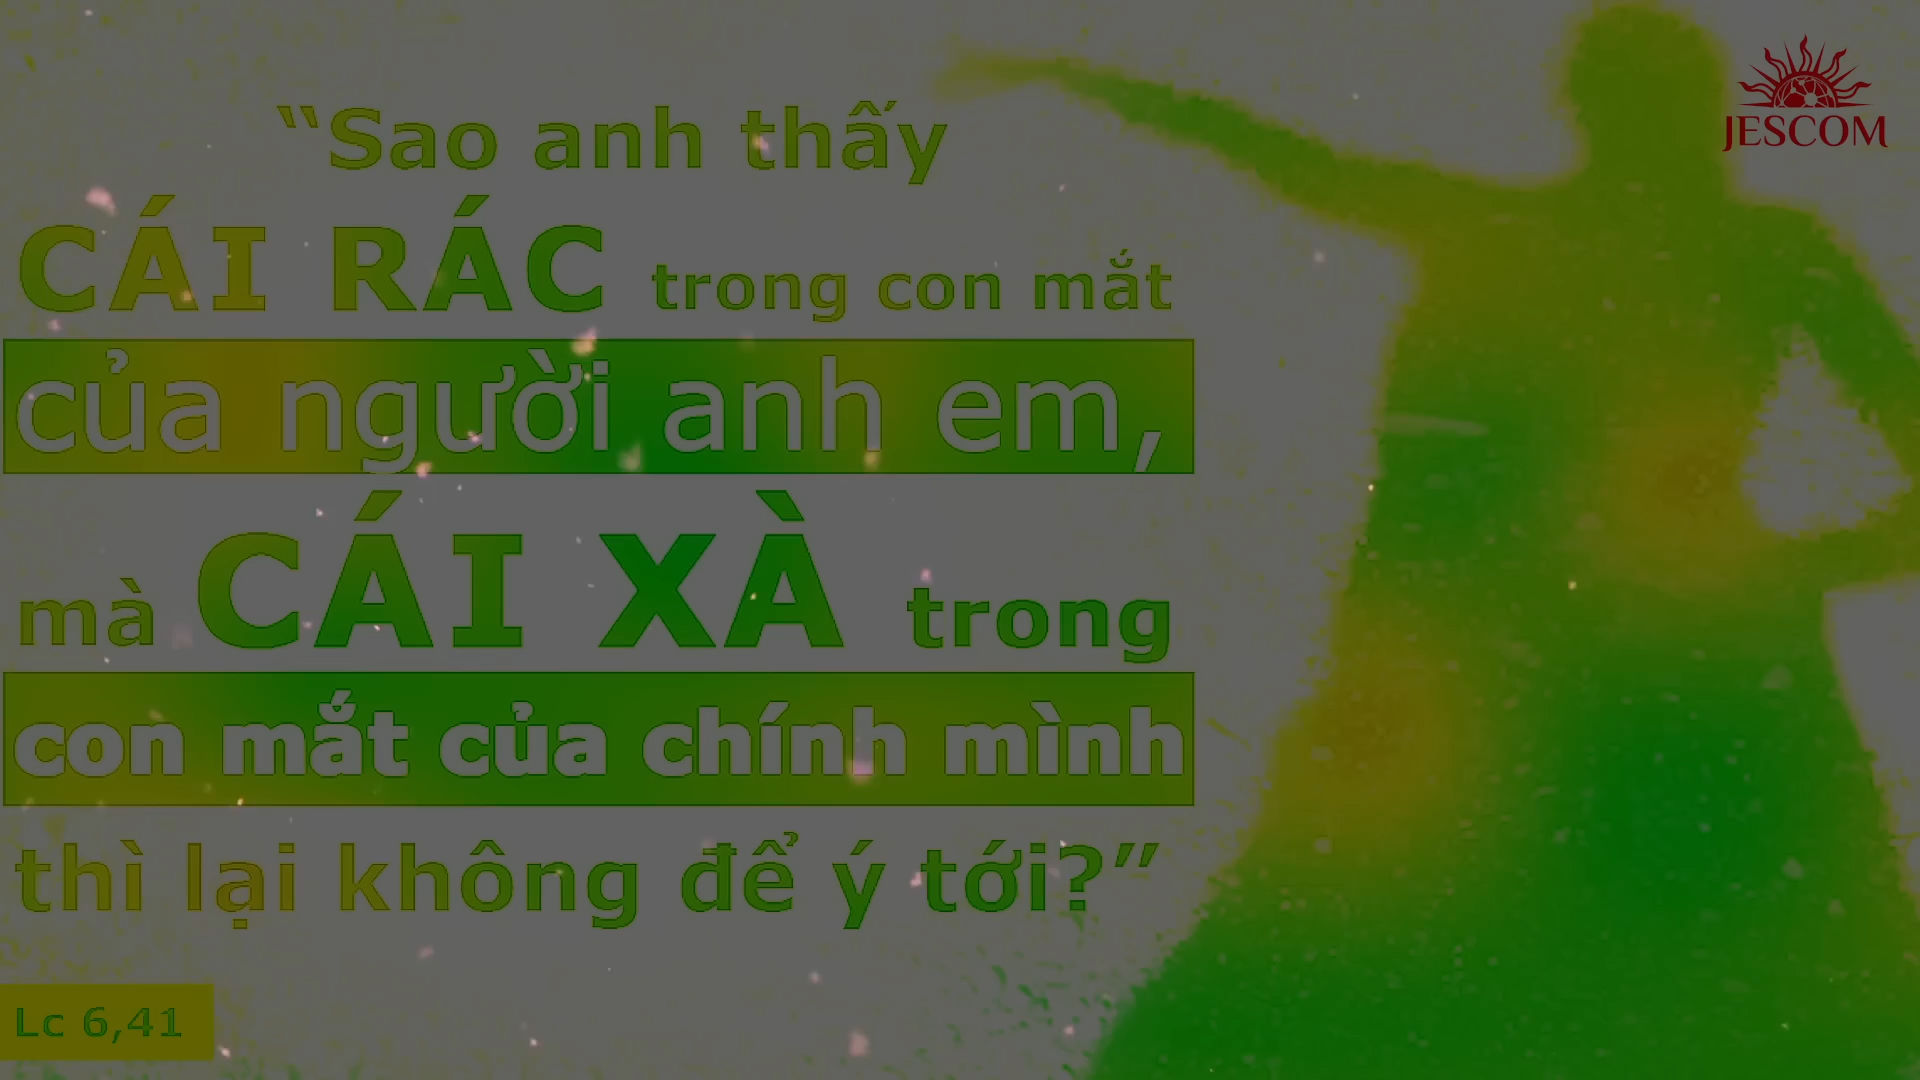 “Sao anh thấy
CÁI RÁC trong con mắt
của người anh em,
mà CÁI XÀ trong
con mắt của chính mình
thì lại không để ý tới?”
Lc 6,41
JESCOM